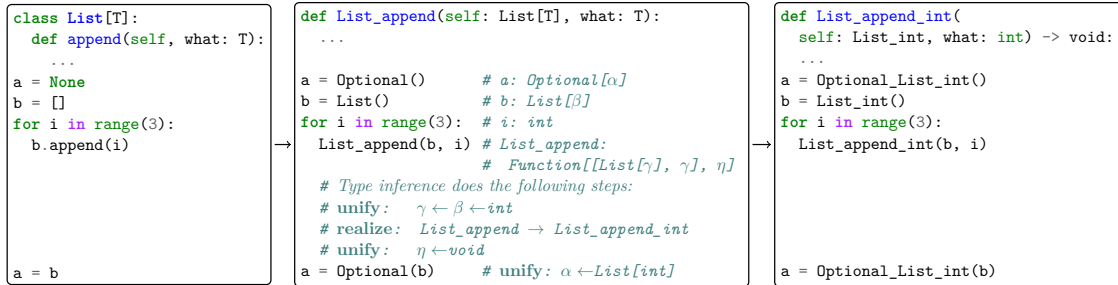 class List[T]:
  def append(self, what: T):
    ...
a = None
b = []
for i in range(3):
  b.append(i)
a = b
→
def List_append(self: List[T], what: T):
  ...
a = Optional()      # a: Optional[α]
b = List()          # b: List[β]
for i in range(3):  # i: int
  List_append(b, i) # List_append:
                    #  Function[[List[γ], γ], η]
  # Type inference does the following steps:
  # unify:   γ ← β ← int
  # realize:  List_append → List_append_int
  # unify:   η ← void
a = Optional(b)     # unify: α ← List[int]
→
def List_append_int(
  self: List_int, what: int) -> void:
  ...
a = Optional_List_int()
b = List_int()
for i in range(3):
  List_append_int(b, i)
a = Optional_List_int(b)